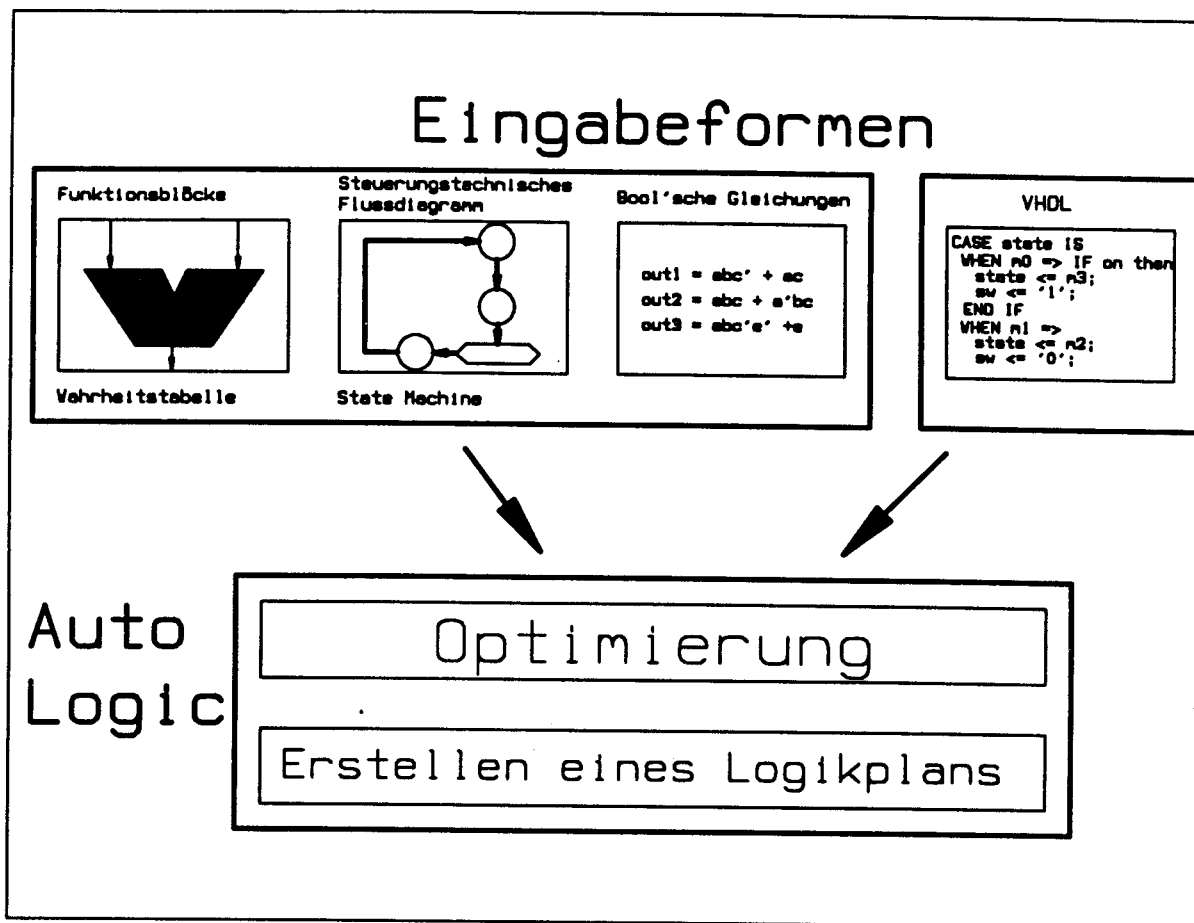 Eingabeformen
Funktionsblöcke
Wahrheitstabelle
Steuerungstechnisches
Flussdiagramm
State Machine
Bool'sche Gleichungen
out1 = abc' + ac
out2 = abc + a'bc
out3 = abc'e' +e
VHDL
CASE state IS
WHEN m0 => IF on then
state <= m3;
sw <= '1';
END IF
WHEN m1 =>
state <= m2;
sw <= '0';
Auto
Logic
Optimierung
Erstellen eines Logikplans